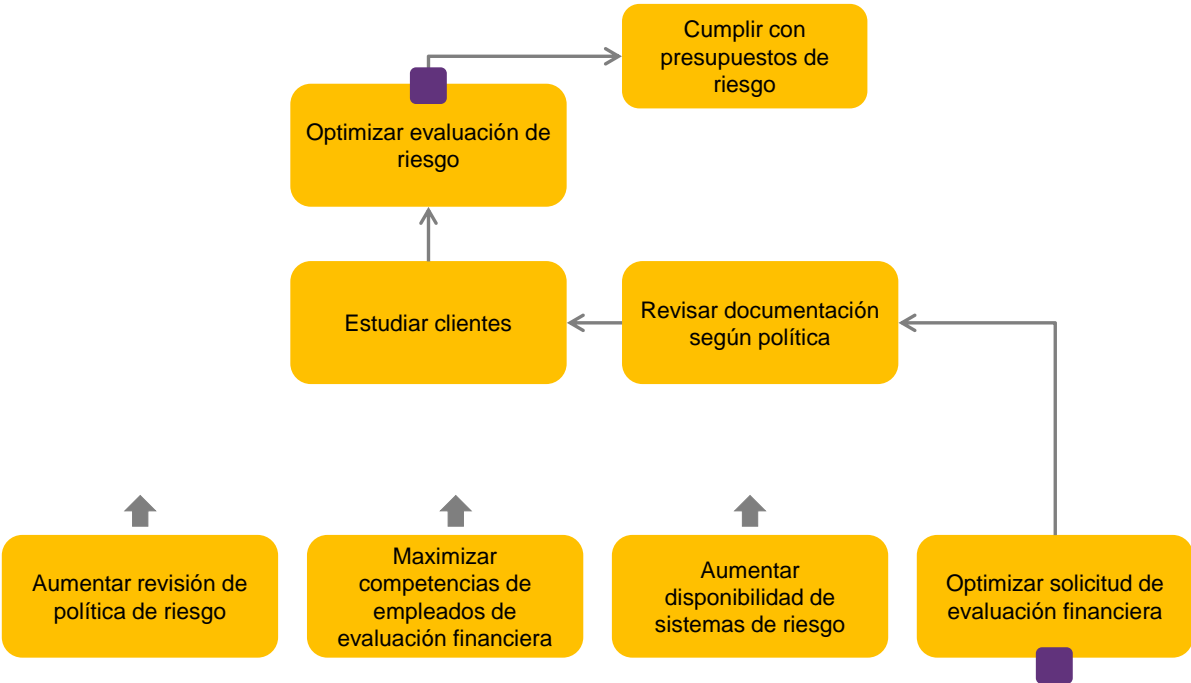 Cumplir con
presupuestos de
riesgo
Optimizar evaluación de
riesgo
Estudiar clientes
Revisar documentación
según política
Aumentar revisión de
política de riesgo
Maximizar
competencias de
empleados de
evaluación financiera
Aumentar
disponibilidad de
sistemas de riesgo
Optimizar solicitud de
evaluación financiera